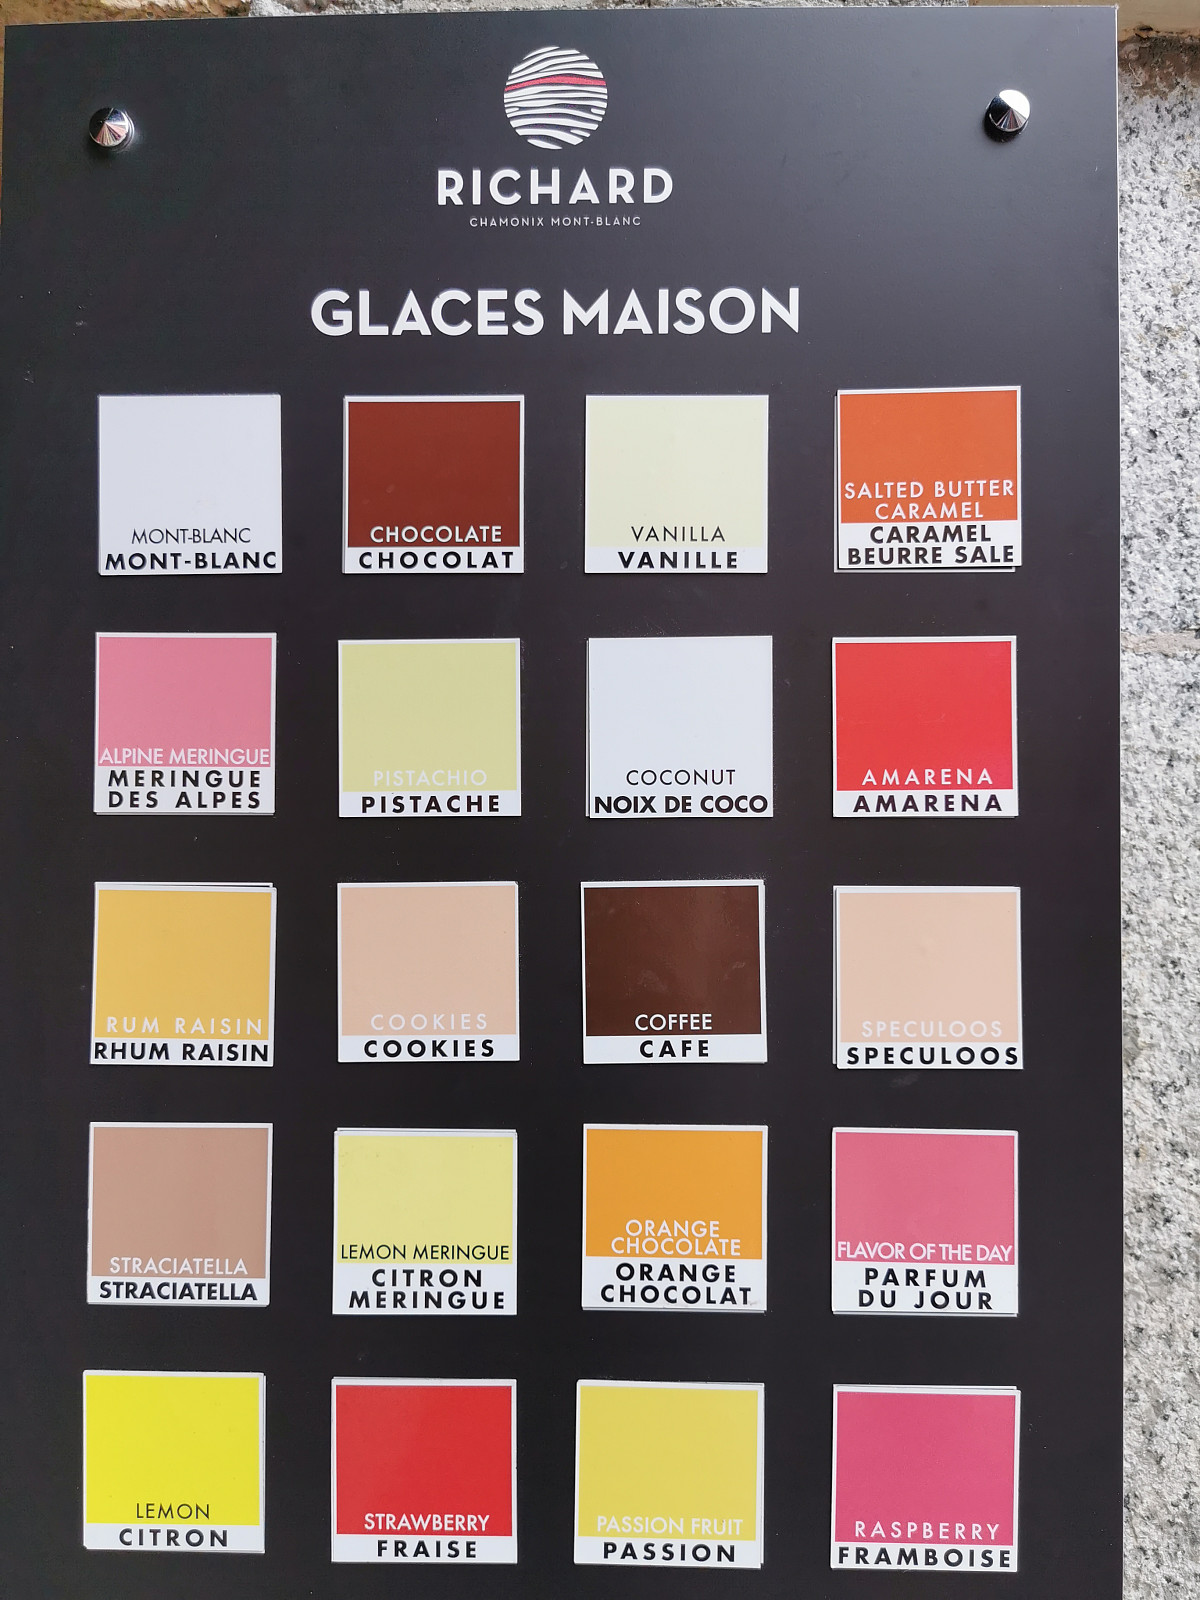 RICHARD
CHAMONIX MONT-BLANC
GLACES MAISON
MONT-BLANC
MONT-BLANC
CHOCOLATE
CHOCOLAT
VANILLA
VANILLE
SALTED BUTTER
CARAMEL
CARAMEL
BEURRE SALE
ALPINE MERINGUE
MERINGUE
DES ALPES
PISTACHIO
PISTACHE
COCONUT
NOIX DE COCO
AMARENA
AMARENA
RUM RAISIN
RHUM RAISIN
COOKIES
COOKIES
COFFEE
CAFE
SPECULOOS
SPECULOOS
STRACIATELLA
STRACIATELLA
LEMON MERINGUE
CITRON
MERINGUE
ORANGE
CHOCOLATE
ORANGE
CHOCOLAT
FLAVOR OF THE DAY
PARFUM
DU JOUR
LEMON
CITRON
STRAWBERRY
FRAISE
PASSION FRUIT
PASSION
RASPBERRY
FRAMBOISE